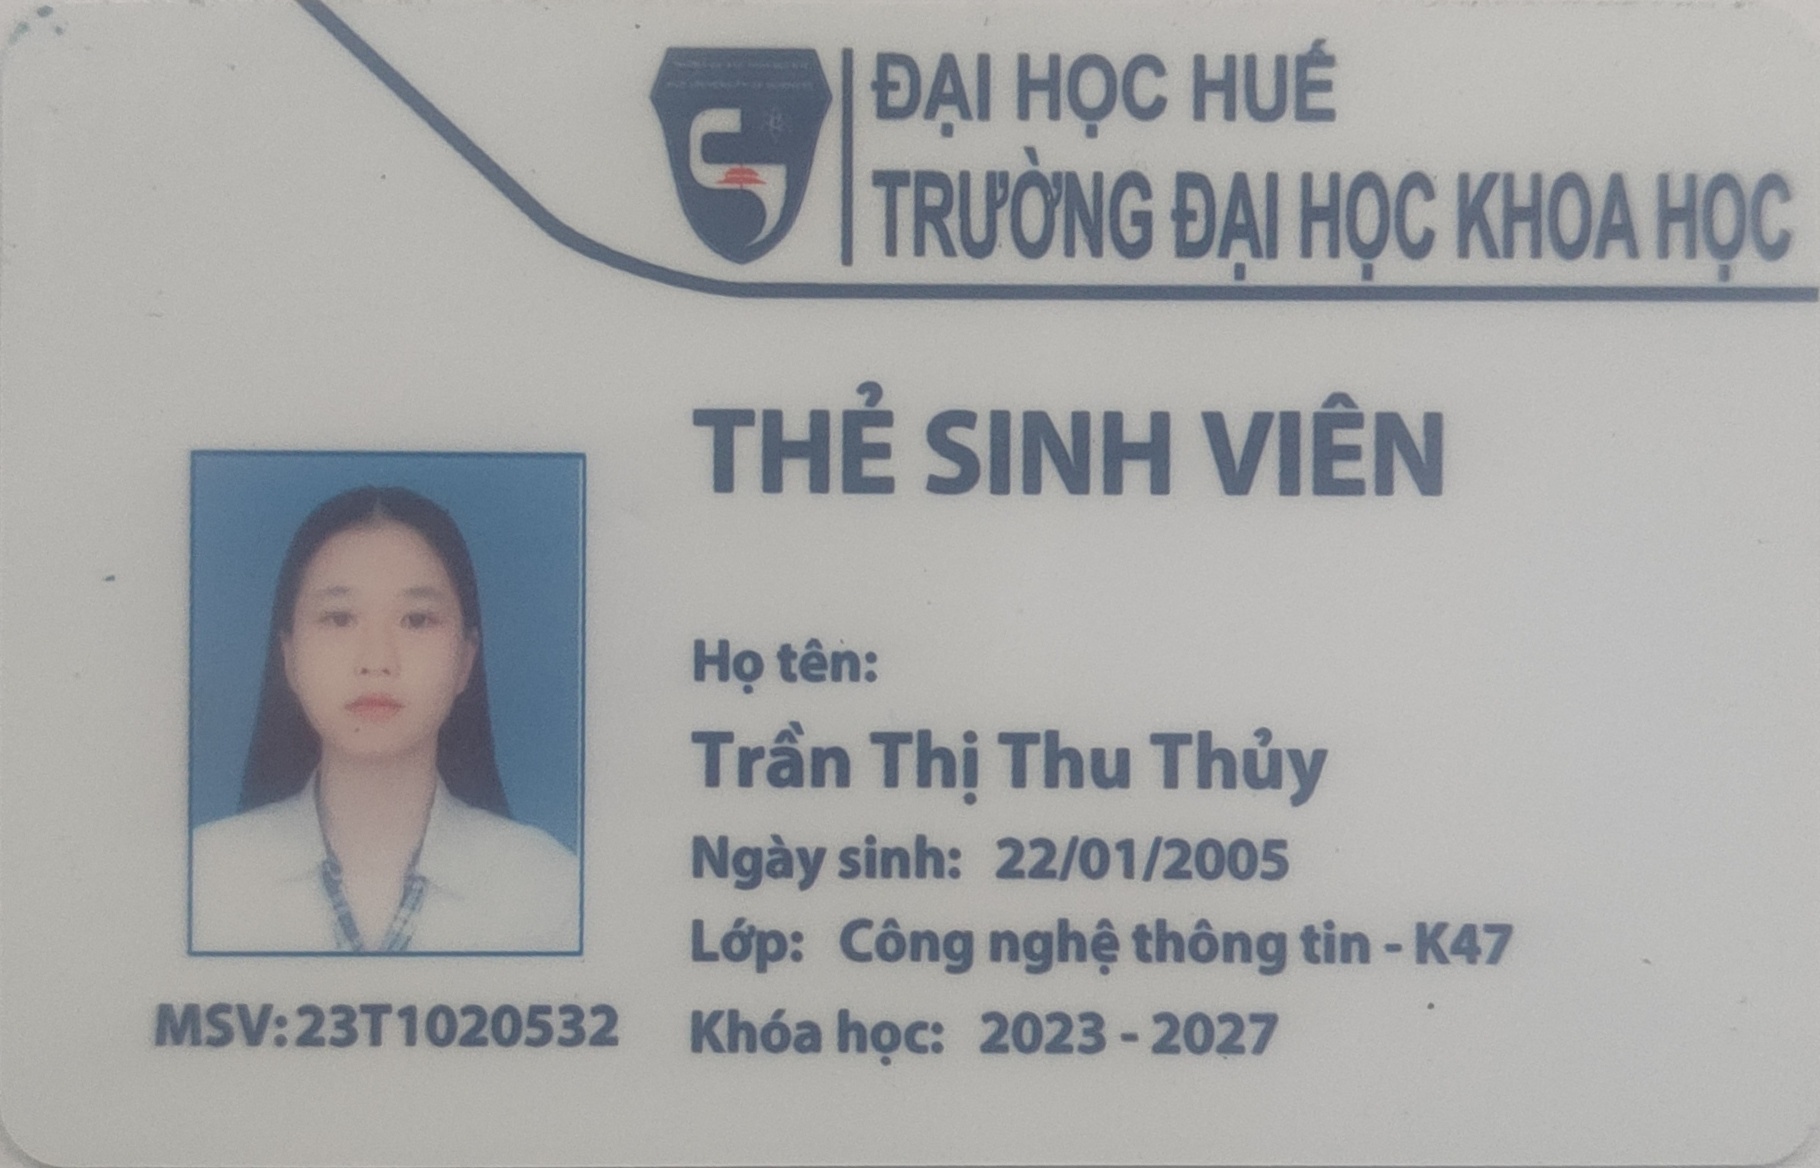 ĐẠI HỌC HUẾ
TRƯỜNG ĐẠI HỌC KHOA HỌC
THẺ SINH VIÊN
Họ tên:
Trần Thị Thu Thủy
Ngày sinh: 22/01/2005
Lớp: Công nghệ thông tin - K47
Khóa học: 2023 - 2027
MSV:23T1020532